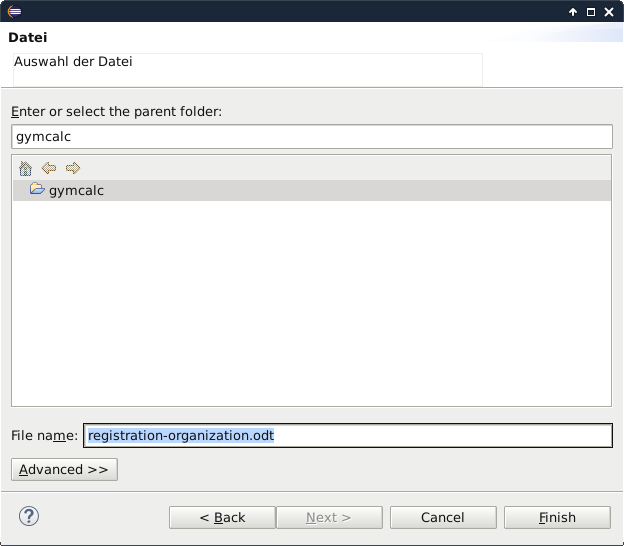 Datei
Auswahl der Datei
Enter or select the parent folder:
gymcalc
gymcalc
File name: registration-organization.odt
Advanced >>
< Back Next > Cancel Finish